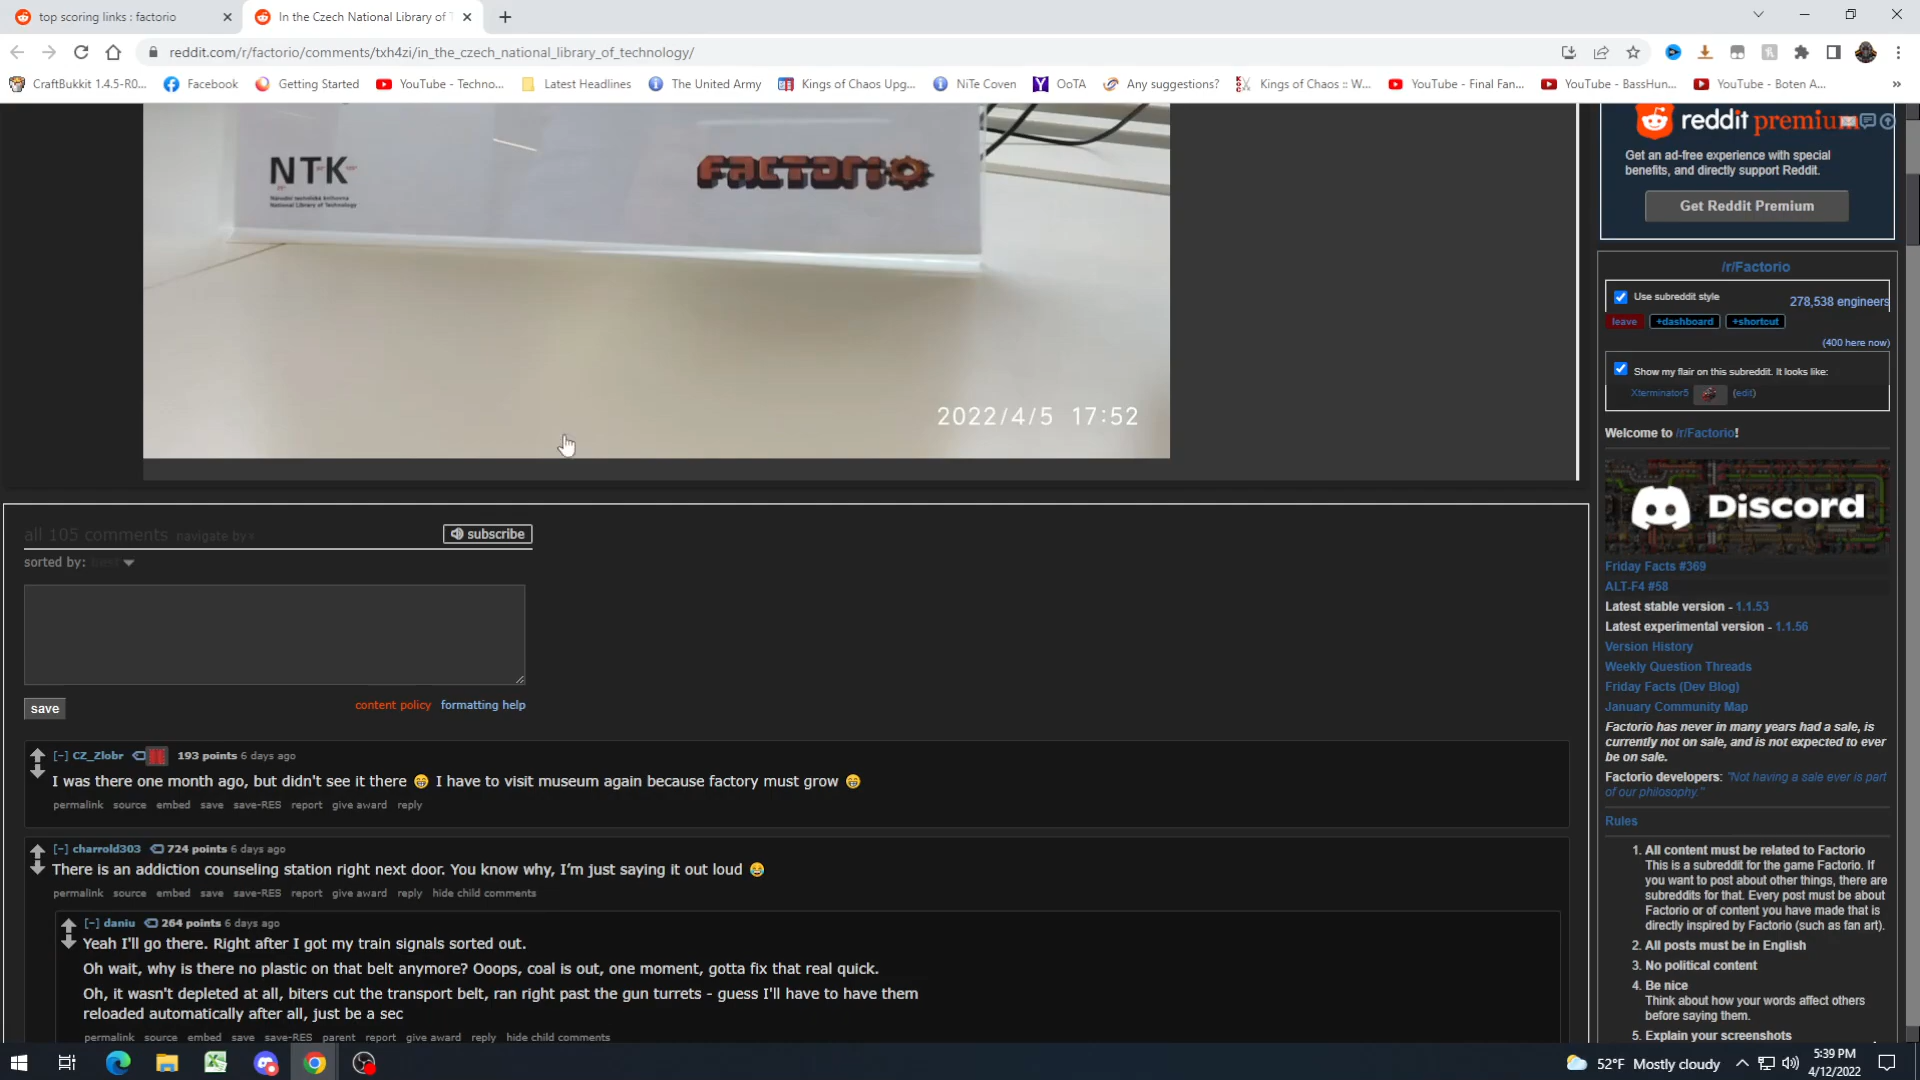 top scoring links : factorio
In the Czech National Library of T
reddit.com/r/factorio/comments/txh4zi/in_the_czech_national_library_of_technology/
CraftBukkit 1.4.5-R0...
Facebook
Getting Started
YouTube - Techno...
Latest Headlines
The United Army
Kings of Chaos Upg...
NiTe Coven
OoTA
Any suggestions?
Kings of Chaos :: W...
YouTube - Final Fan...
YouTube - BassHun...
YouTube - Boten A...
NTK
Národní technická knihovna
National Library of Technology
FACTORIO
2022/4/5 17:52
all 105 comments navigate by
subscribe
sorted by: best
save
content policy formatting help
[-] CZ_Zlobr 193 points 6 days ago
I was there one month ago, but didn't see it there 😁 I have to visit museum again because factory must grow 😁
permalink source embed save save-RES report give award reply
[-] charrold303 724 points 6 days ago
There is an addiction counseling station right next door. You know why, I'm just saying it out loud 😂
permalink source embed save save-RES report give award reply hide child comments
[-] daniu 264 points 6 days ago
Yeah I'll go there. Right after I got my train signals sorted out.
Oh wait, why is there no plastic on that belt anymore? Ooops, coal is out, one moment, gotta fix that real quick.
Oh, it wasn't depleted at all, biters cut the transport belt, ran right past the gun turrets - guess I'll have to have them
reloaded automatically after all, just be a sec
permalink source embed save save-RES parent report give award reply hide child comments
reddit premium
Get an ad-free experience with special
benefits, and directly support Reddit.
Get Reddit Premium
/r/Factorio
Use subreddit style
278,538 engineers
leave +dashboard +shortcut
(400 here now)
Show my flair on this subreddit. It looks like:
Xterminator5 (edit)
Welcome to /r/Factorio!
Discord
Friday Facts #369
ALT-F4 #58
Latest stable version - 1.1.53
Latest experimental version - 1.1.56
Version History
Weekly Question Threads
Friday Facts (Dev Blog)
January Community Map
Factorio has never in many years had a sale, is
currently not on sale, and is not expected to ever
be on sale.
Factorio developers: "Not having a sale ever is part
of our philosophy."
Rules
1. All content must be related to Factorio
This is a subreddit for the game Factorio. If
you want to post about other things, there are
subreddits for that. Every post must be about
Factorio or of content you have made that is
directly inspired by Factorio (such as fan art).
2. All posts must be in English
3. No political content
4. Be nice
Think about how your words affect others
before saying them.
5. Explain your screenshots
52°F Mostly cloudy
5:39 PM
4/12/2022